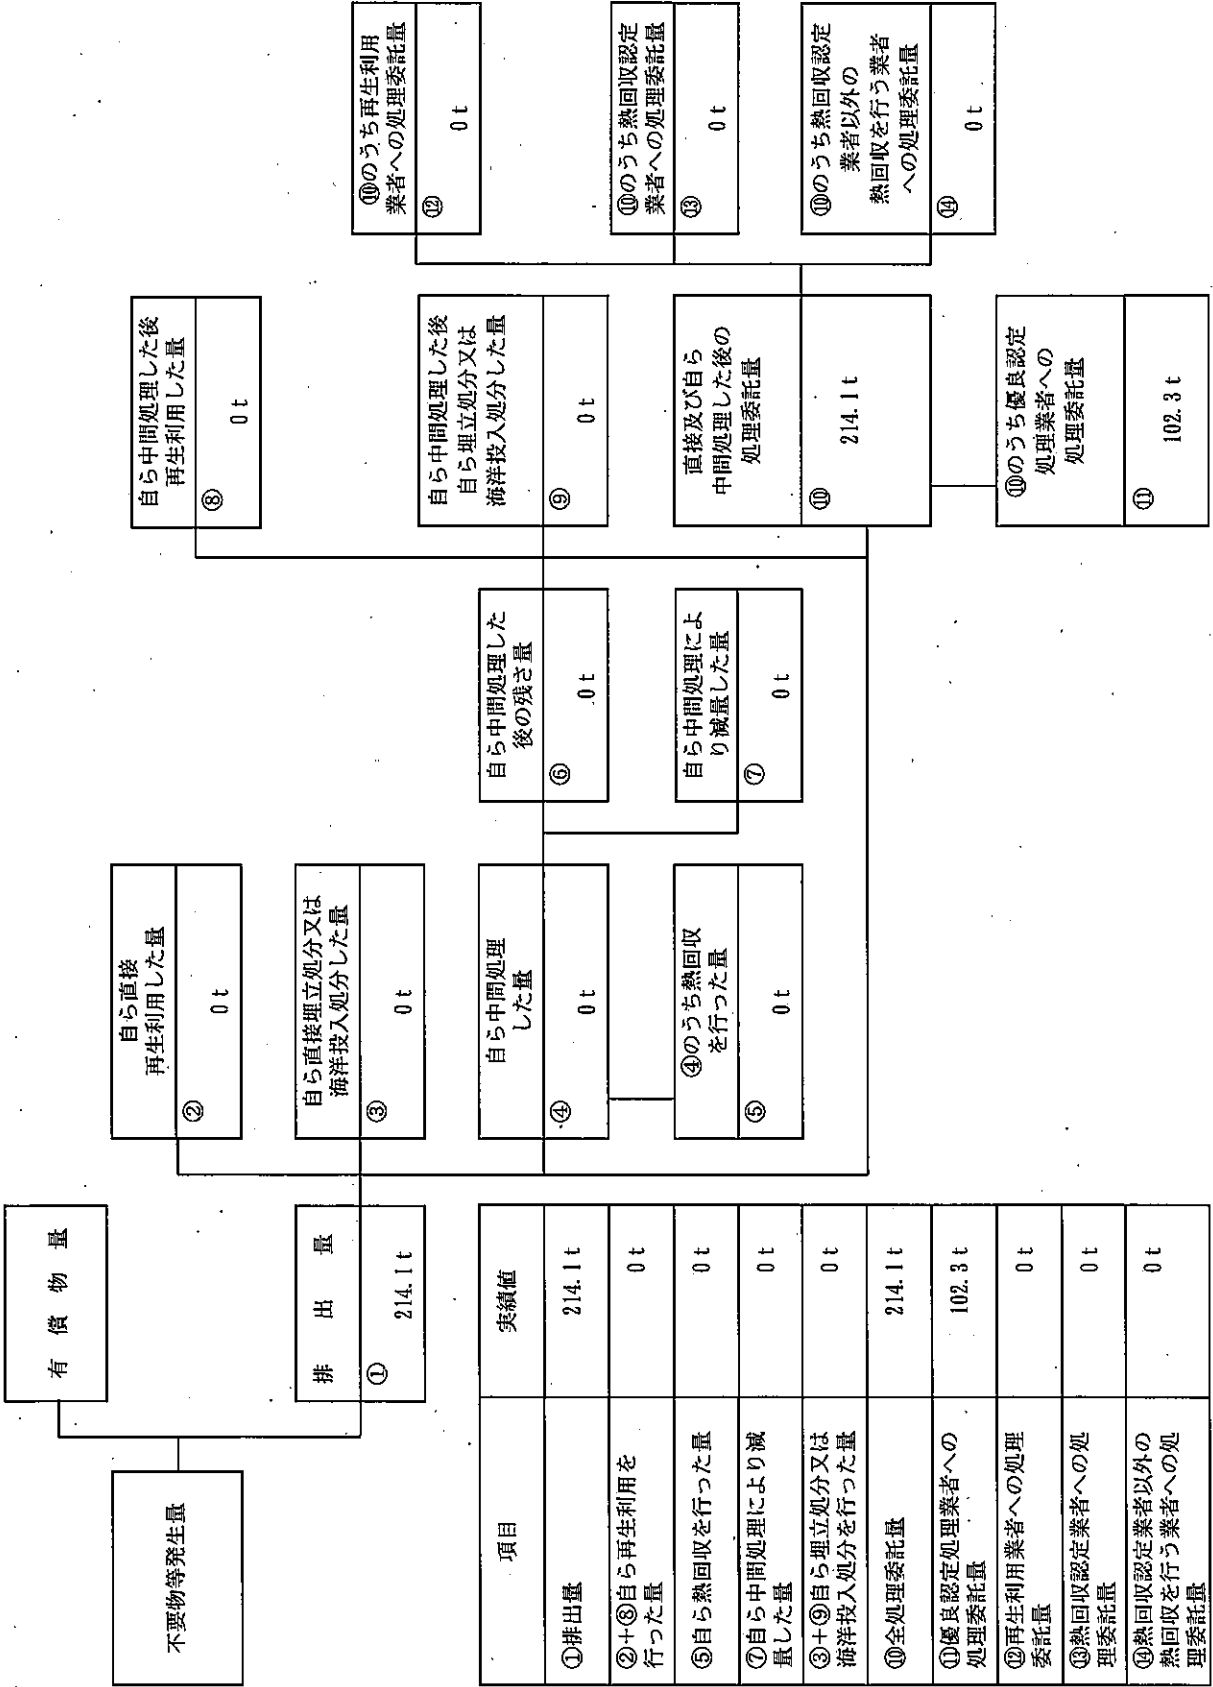 不要物等発生量
有償物量
排出量
①
214.1 t
自ら直接
再生利用した量
②
0 t
自ら直接埋立処分又は
海洋投入処分した量
③
0 t
自ら中間処理
した量
④
0 t
④のうち熱回収
を行った量
⑤
0 t
自ら中間処理した
後の残さ量
⑥
0 t
自ら中間処理によ
り減量した量
⑦
0 t
自ら中間処理した後
再生利用した量
⑧
0 t
自ら中間処理した後
自ら埋立処分又は
海洋投入処分した量
⑨
0 t
直接及び自ら
中間処理した後の
処理委託量
⑩
214.1 t
⑩のうち優良認定
処理業者への
処理委託量
⑪
102.3 t
⑩のうち再生利用
業者への処理委託量
⑫
0 t
⑩のうち熱回収認定
業者への処理委託量
⑬
0 t
⑩のうち熱回収認定
業者以外の
熱回収を行う業者
への処理委託量
⑭
0 t
項目 実績値
①排出量 214.1 t
②+⑧自ら再生利用を
行った量 0 t
⑤自ら熱回収を行った量 0 t
⑦自ら中間処理により減
量した量 0 t
③+⑨自ら埋立処分又は
海洋投入処分を行った量 0 t
⑩全処理委託量 214.1 t
⑪優良認定処理業者への
処理委託量 102.3 t
⑫再生利用業者への処理
委託量 0 t
⑬熱回収認定業者への処
理委託量 0 t
⑭熱回収認定業者以外の
熱回収を行う業者への処
理委託量 0 t